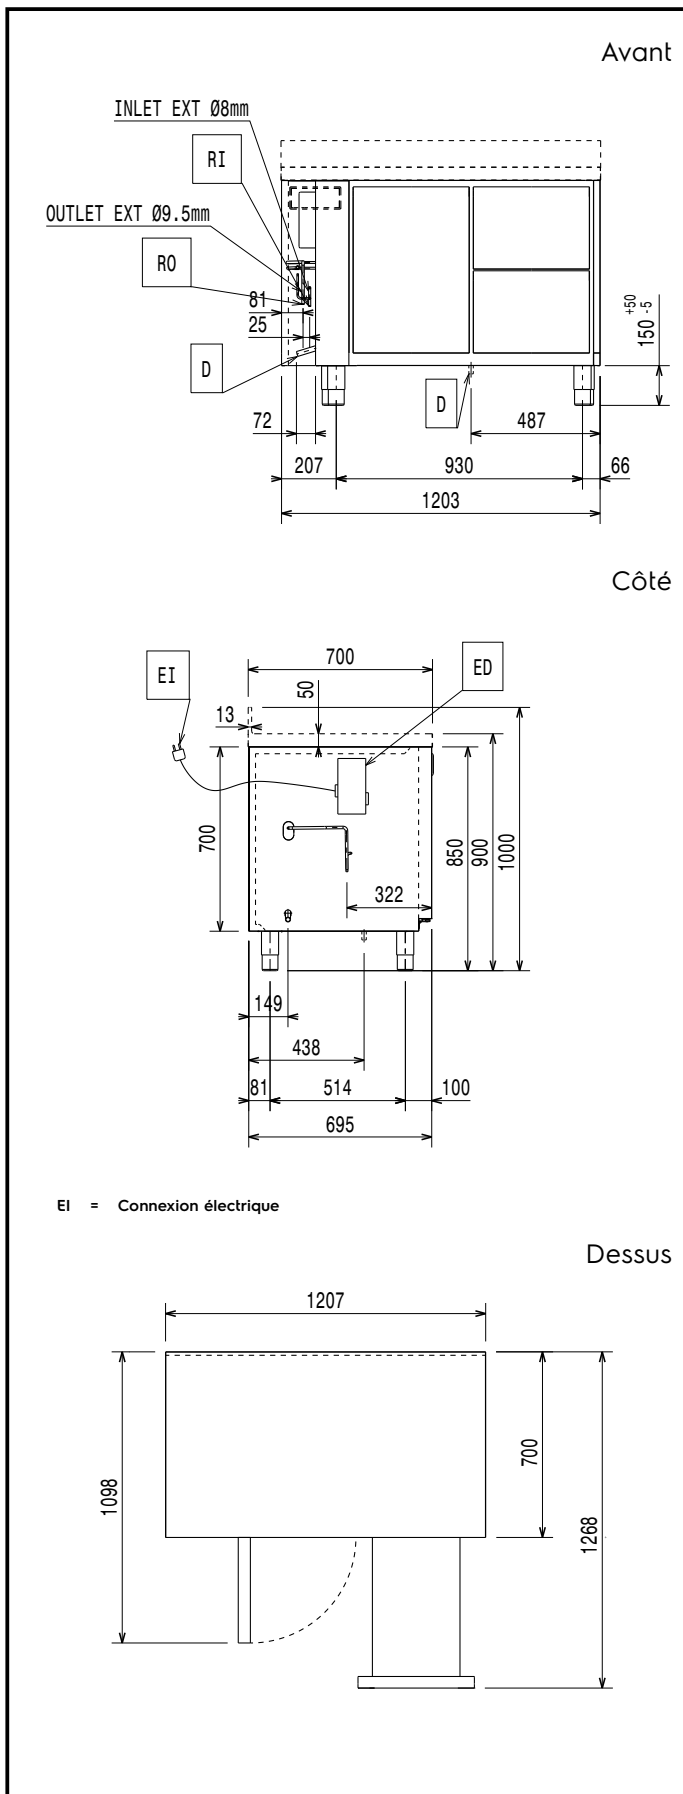 Avant
INLET EXT Ø8mm
RI
OUTLET EXT Ø9.5mm
RO
81
25
D
D
150 +50 -5
72
487
207
930
66
1203
Côté
700
EI
ED
50
13
700
850
900
1000
322
149
438
81
514
100
695
EI = Connexion électrique
Dessus
1207
1098
700
1268